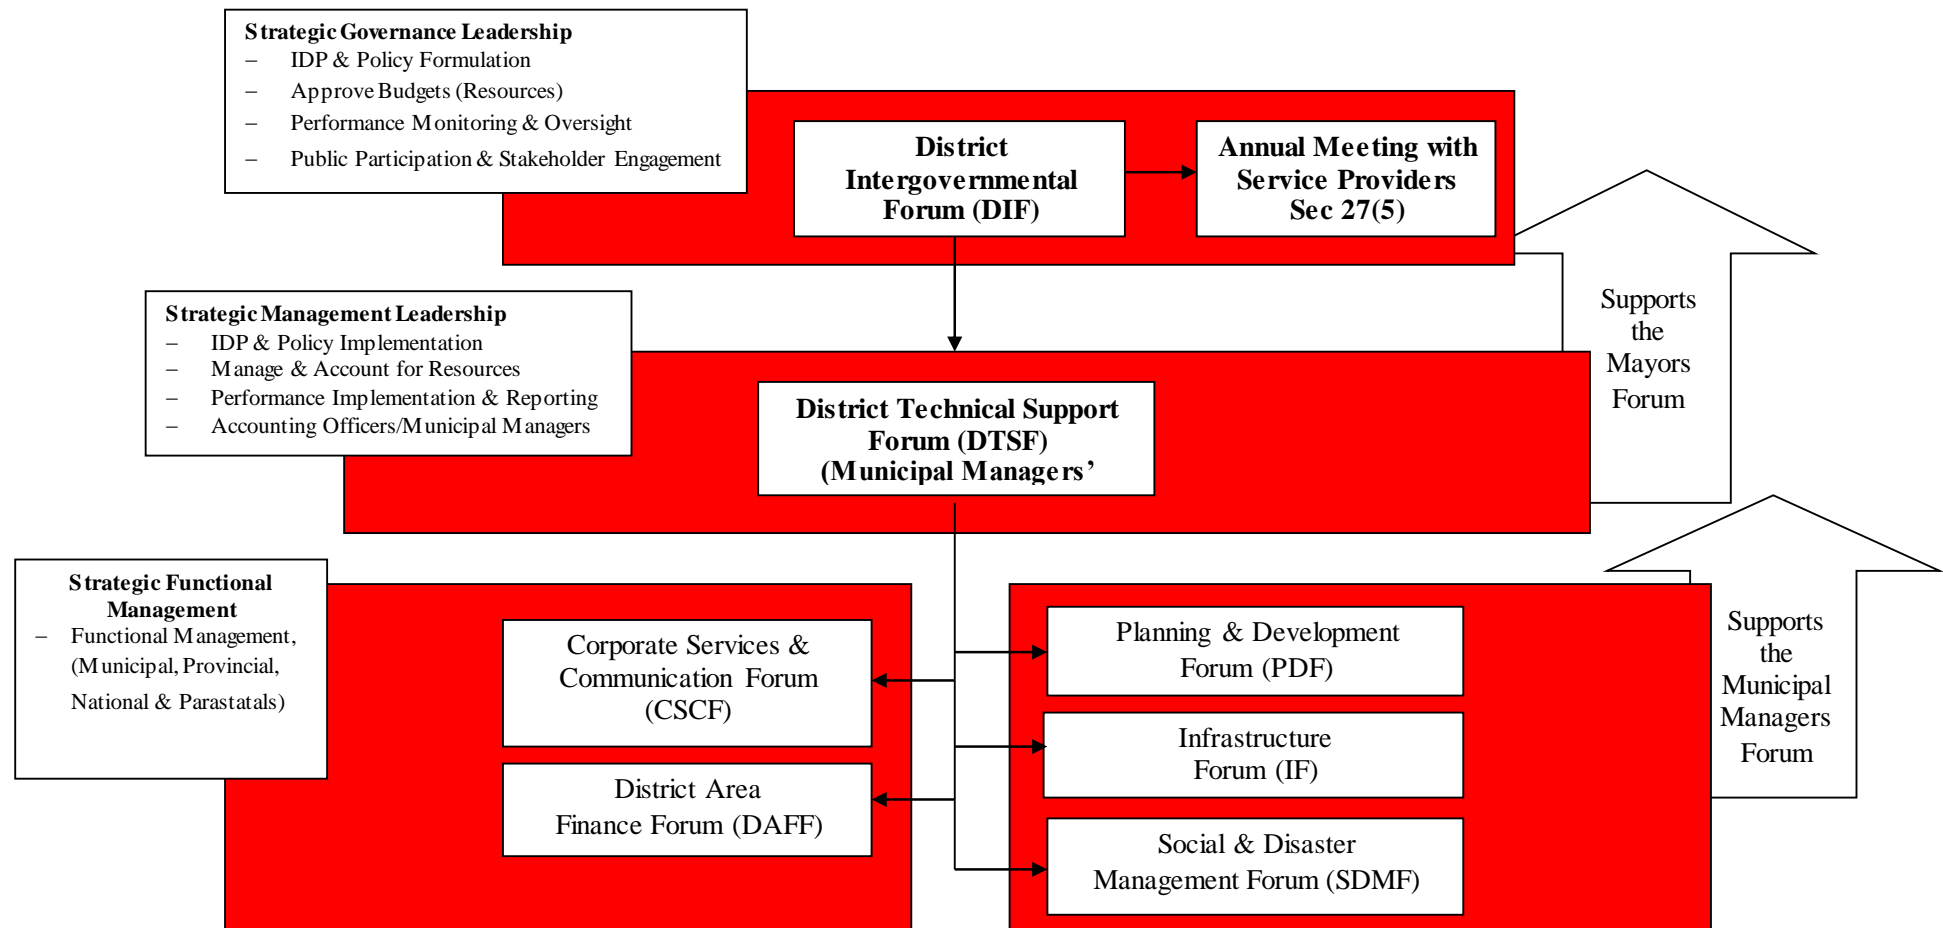 Strategic Governance Leadership
– IDP & Policy Formulation
– Approve Budgets (Resources)
– Performance Monitoring & Oversight
– Public Participation & Stakeholder Engagement
District
Intergovernmental
Forum (DIF)
Annual Meeting with
Service Providers
Sec 27(5)
Supports
the
Mayors
Forum
Strategic Management Leadership
– IDP & Policy Implementation
– Manage & Account for Resources
– Performance Implementation & Reporting
– Accounting Officers/Municipal Managers
District Technical Support
Forum (DTSF)
(Municipal Managers’
Supports
the
Municipal
Managers
Forum
Strategic Functional
Management
– Functional Management,
(Municipal, Provincial,
National & Parastatals)
Corporate Services &
Communication Forum
(CSCF)
District Area
Finance Forum (DAFF)
Planning & Development
Forum (PDF)
Infrastructure
Forum (IF)
Social & Disaster
Management Forum (SDMF)